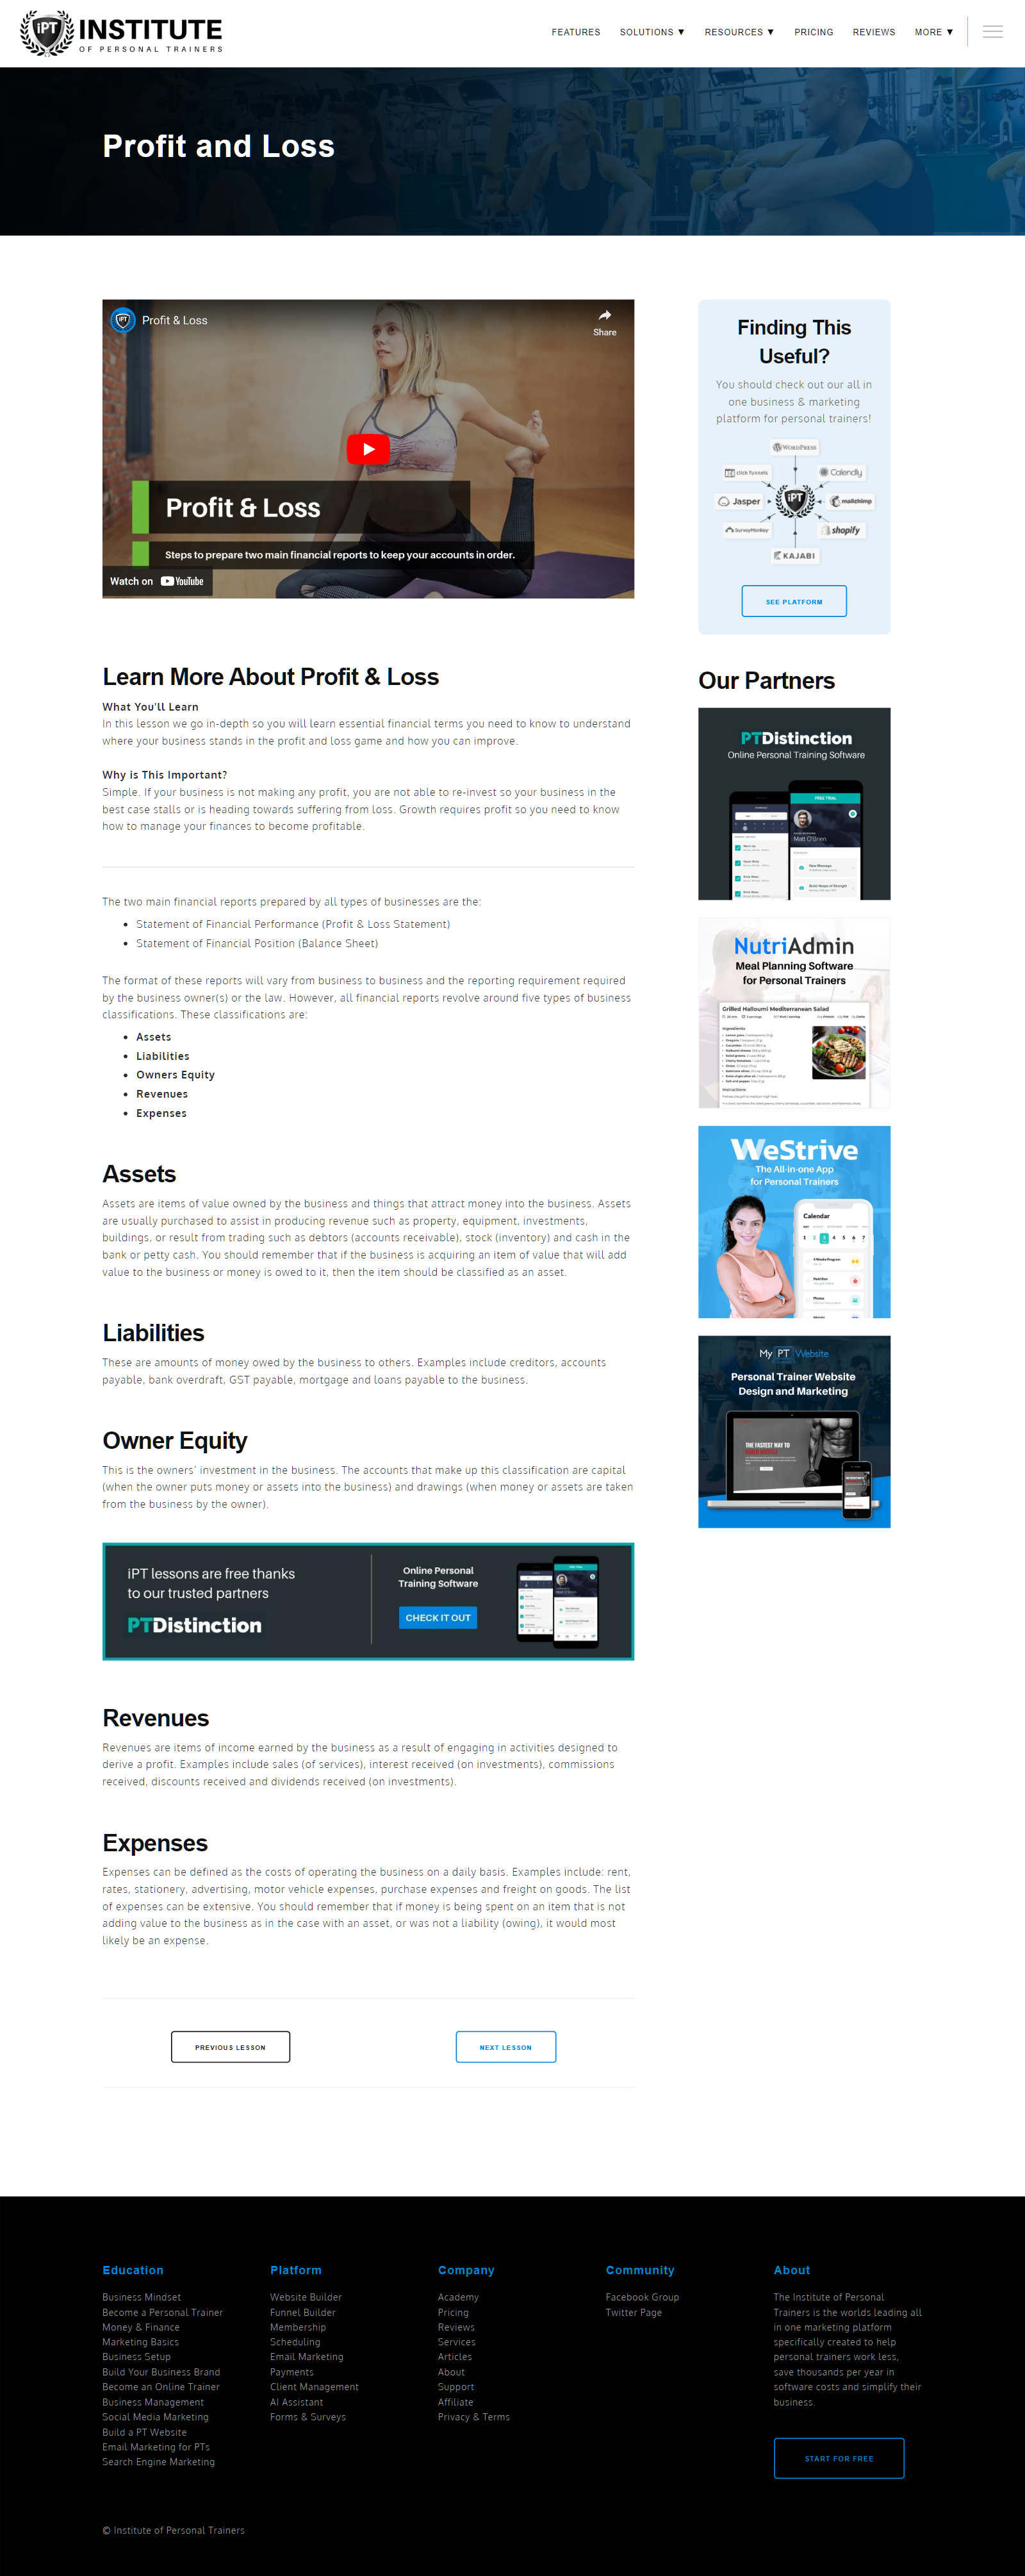 iPT INSTITUTE
OF PERSONAL TRAINERS
FEATURES SOLUTIONS ▼ RESOURCES ▼ PRICING REVIEWS MORE ▼
Profit and Loss
iPT Profit & Loss
Share
Profit & Loss
Steps to prepare two main financial reports to keep your accounts in order.
Watch on YouTube
Learn More About Profit & Loss
What You'll Learn
In this lesson we go in-depth so you will learn essential financial terms you need to know to understand
where your business stands in the profit and loss game and how you can improve.
Why is This Important?
Simple. If your business is not making any profit, you are not able to re-invest so your business in the
best case stalls or is heading towards suffering from loss. Growth requires profit so you need to know
how to manage your finances to become profitable.
The two main financial reports prepared by all types of businesses are the:
Statement of Financial Performance (Profit & Loss Statement)
Statement of Financial Position (Balance Sheet)
The format of these reports will vary from business to business and the reporting requirement required
by the business owner(s) or the law. However, all financial reports revolve around five types of business
classifications. These classifications are:
Assets
Liabilities
Owners Equity
Revenues
Expenses
Assets
Assets are items of value owned by the business and things that attract money into the business. Assets
are usually purchased to assist in producing revenue such as property, equipment, investments,
buildings, or result from trading such as debtors (accounts receivable), stock (inventory) and cash in the
bank or petty cash. You should remember that if the business is acquiring an item of value that will add
value to the business or money is owed to it, then the item should be classified as an asset.
Liabilities
These are amounts of money owed by the business to others. Examples include creditors, accounts
payable, bank overdraft, GST payable, mortgage and loans payable to the business.
Owner Equity
This is the owners' investment in the business. The accounts that make up this classification are capital
(when the owner puts money or assets into the business) and drawings (when money or assets are taken
from the business by the owner).
iPT lessons are free thanks
to our trusted partners
PTDistinction
Online Personal
Training Software
CHECK IT OUT
Revenues
Revenues are items of income earned by the business as a result of engaging in activities designed to
derive a profit. Examples include sales (of services), interest received (on investments), commissions
received, discounts received and dividends received (on investments).
Expenses
Expenses can be defined as the costs of operating the business on a daily basis. Examples include: rent,
rates, stationery, advertising, motor vehicle expenses, purchase expenses and freight on goods. The list
of expenses can be extensive. You should remember that if money is being spent on an item that is not
adding value to the business as in the case with an asset, or was not a liability (owing), it would most
likely be an expense.
PREVIOUS LESSON
NEXT LESSON
Finding This
Useful?
You should check out our all in
one business & marketing
platform for personal trainers!
WORDPRESS
click funnels
Calendly
Jasper
iPT
mailchimp
SurveyMonkey
shopify
KAJABI
SEE PLATFORM
Our Partners
PTDistinction
Online Personal Training Software
FREE TRIAL
Matt O'Brien
New Message
Build Heaps of Strength
NutriAdmin
Meal Planning Software
for Personal Trainers
Grilled Halloumi Mediterranean Salad
Ingredients
Instructions
WeStrive
The All-in-one App
for Personal Trainers
Calendar
1 2 3 4 5 6 7
4 Weeks Progress
Nutrition
Photos
My PT Website
Personal Trainer Website
Design and Marketing
THE FASTEST WAY TO
Education
Business Mindset
Become a Personal Trainer
Money & Finance
Marketing Basics
Business Setup
Build Your Business Brand
Become an Online Trainer
Business Management
Social Media Marketing
Build a PT Website
Email Marketing for PTs
Search Engine Marketing
Platform
Website Builder
Funnel Builder
Membership
Scheduling
Email Marketing
Payments
Client Management
AI Assistant
Forms & Surveys
Company
Academy
Pricing
Reviews
Services
Articles
About
Support
Affiliate
Privacy & Terms
Community
Facebook Group
Twitter Page
About
The Institute of Personal
Trainers is the worlds leading all
in one marketing platform
specifically created to help
personal trainers work less,
save thousands per year in
software costs and simplify their
business.
START FOR FREE
© Institute of Personal Trainers